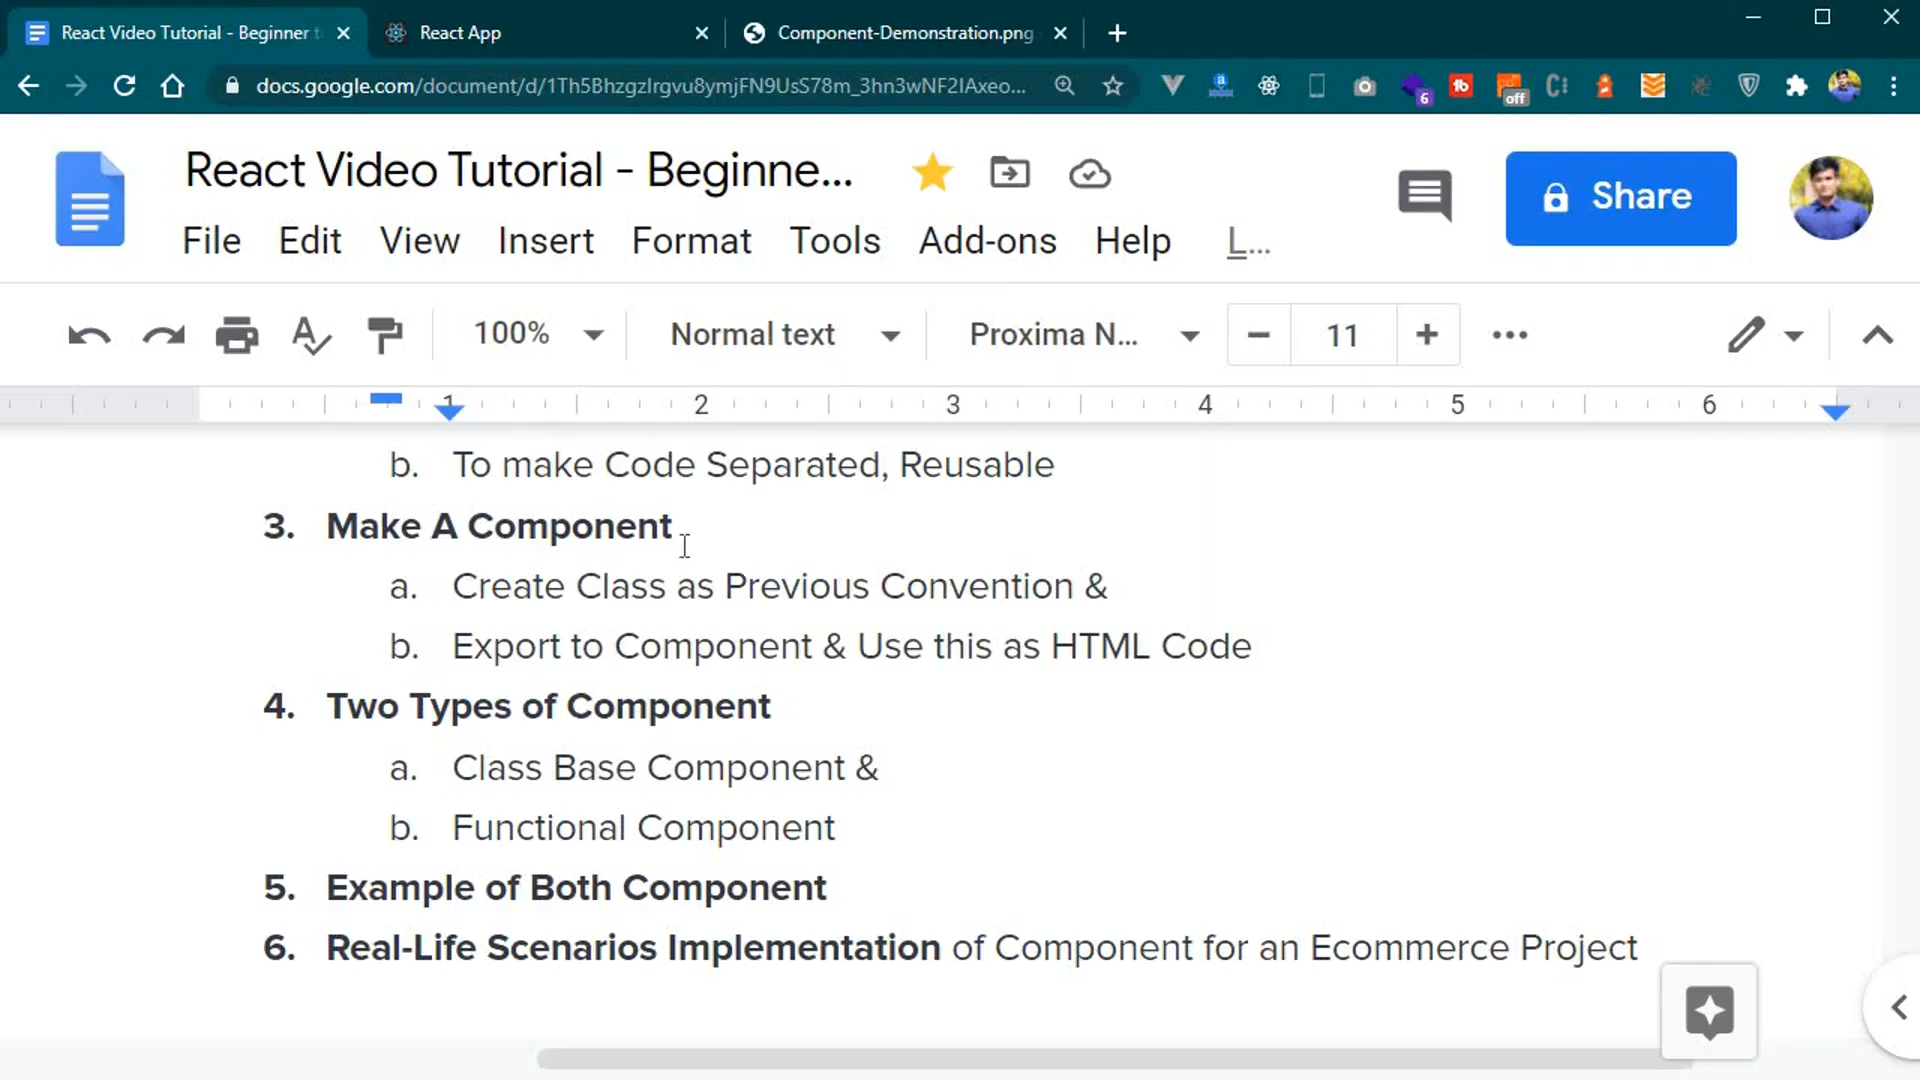 React Video Tutorial - Beginner t
React App
Component-Demonstration.png
docs.google.com/document/d/1Th5BhzgzIrgvu8ymjFN9UsS78m_3hn3wNF2IAxeo...
6
off
React Video Tutorial - Beginne...
Share
File Edit View Insert Format Tools Add-ons Help L...
100% Normal text Proxima N... 11
1 2 3 4 5 6
b. To make Code Separated, Reusable
3. Make A Component
a. Create Class as Previous Convention &
b. Export to Component & Use this as HTML Code
4. Two Types of Component
a. Class Base Component &
b. Functional Component
5. Example of Both Component
6. Real-Life Scenarios Implementation of Component for an Ecommerce Project